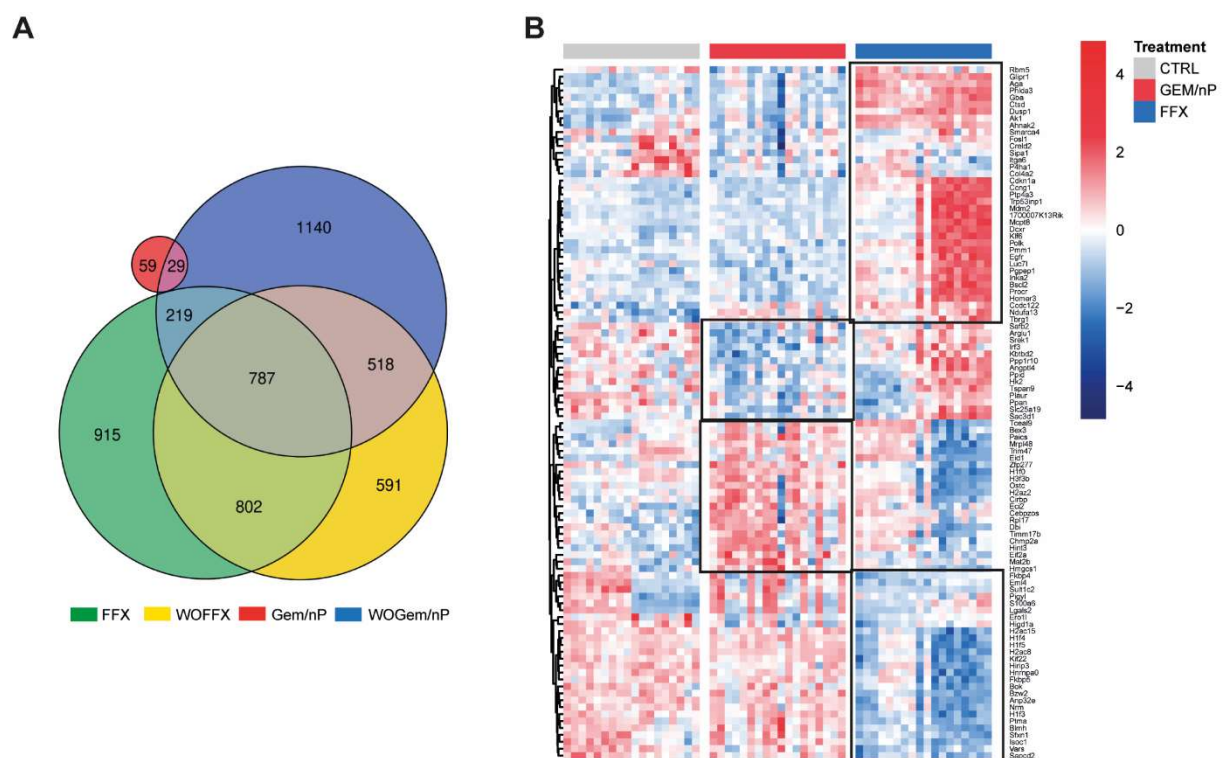 A
B
1140
59
29
219
787
518
915
802
591
FFX
WOFFX
Gem/nP
WOGem/nP
Rbm5
Glipr1
Aga
Phlda3
Gba
Ctsd
Dusp1
Ak1
Ahnak2
Smarca4
Fosl1
Creld2
Sipa1
Itga6
P4ha1
Col4a2
Cdkn1a
Ccng1
Ptp4a3
Trp53inp1
Mdm2
1700007K13Rik
Mcpt8
Dcxr
Klf6
Polk
Pmm1
Egfr
Luc7l
Pgpep1
Inka2
Bscl2
Procr
Homer3
Ccdc122
Ndufa13
Tbrg1
Safb2
Arglu1
Srek1
Irf3
Kbtbd2
Ppp1r10
Angptl4
Ppid
Hk2
Tspan9
Plaur
Ppan
Slc25a19
Sac3d1
Tceal9
Bex3
Paics
Mrpl48
Trim47
Eid1
Zfp277
H1f0
H3f3b
Ostc
H2az2
Cirbp
Eci2
Cebpzos
Rpl17
Dbi
Timm17b
Chmp2a
Hint3
Eif2a
Mat2b
Hmgcs1
Fkbp4
Eml4
Sult1c2
S100a6
Lgals2
Ero1l
Higd1a
H2ac15
H1f4
H1f5
H2ac8
Kif22
Hirip3
Hnrnpa0
Fkbp5
Bok
Bzw2
Anp32e
Nrm
H1f3
Ptma
Blmh
Sfxn1
Isoc1
Vars
Sapcd2
4
2
0
−2
−4
Treatment
CTRL
GEM/nP
FFX